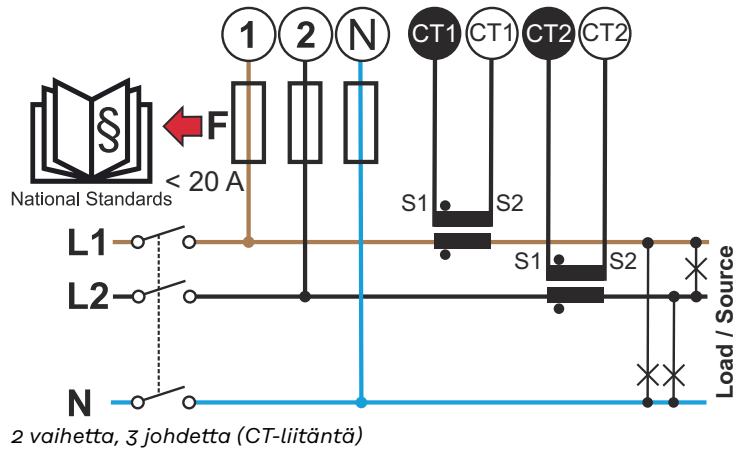 1 2 N CT1 CT1 CT2 CT2
§
F
< 20 A
National Standards
S1 S2
L1
S1 S2
L2
Load / Source
N
2 vaihetta, 3 johdetta (CT-liitäntä)